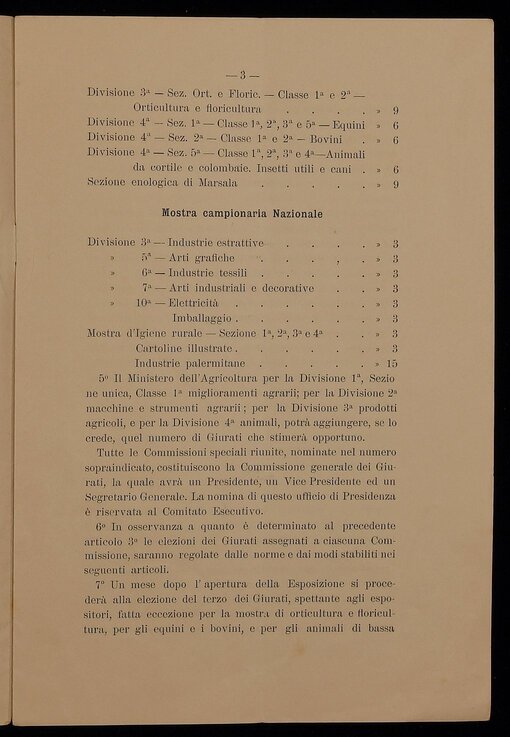 — 3 —
Divisione 3ª — Sez. Ort. e Floric. — Classe 1ª e 2ª —
Orticultura e floricultura . . . . » 9
Divisione 4ª — Sez. 1ª — Classe 1ª, 2ª, 3ª e 5ª — Equini » 6
Divisione 4ª — Sez. 2ª — Classe 1ª e 2ª — Bovini . » 6
Divisione 4ª — Sez. 5ª — Classe 1ª, 2ª, 3ª e 4ª—Animali
da cortile e colombaie. Insetti utili e cani . » 6
Sezione enologica di Marsala . . . . . » 9
Mostra campionaria Nazionale
Divisione 3ª — Industrie estrattive . . . . » 3
» 5ª — Arti grafiche . . . . » 3
» 6ª — Industrie tessili . . . . . » 3
» 7ª — Arti industriali e decorative . . » 3
» 10ª — Elettricità . . . . . » 3
Imballaggio . . . . . » 3
Mostra d'Igiene rurale — Sezione 1ª, 2ª, 3ª e 4ª . . » 3
Cartoline illustrate . . . . . » 3
Industrie palermitane . . . . . » 15
5º Il Ministero dell'Agricoltura per la Divisione 1ª, Sezio
ne unica, Classe 1ª miglioramenti agrarii; per la Divisione 2ª
macchine e strumenti agrarii; per la Divisione 3ª prodotti
agricoli, e per la Divisione 4ª animali, potrà aggiungere, se lo
crede, quel numero di Giurati che stimerà opportuno.
Tutte le Commissioni speciali riunite, nominate nel numero
sopraindicato, costituiscono la Commissione generale dei Giu-
rati, la quale avrà un Presidente, un Vice Presidente ed un
Segretario Generale. La nomina di questo ufficio di Presidenza
è riservata al Comitato Esecutivo.
6º In osservanza a quanto è determinato al precedente
articolo 3º le elezioni dei Giurati assegnati a ciascuna Com-
missione, saranno regolate dalle norme e dai modi stabiliti nei
seguenti articoli.
7º Un mese dopo l'apertura della Esposizione si proce-
derà alla elezione del terzo dei Giurati, spettante agli espo-
sitori, fatta eccezione per la mostra di orticultura e floricul-
tura, per gli equini e i bovini, e per gli animali di bassa